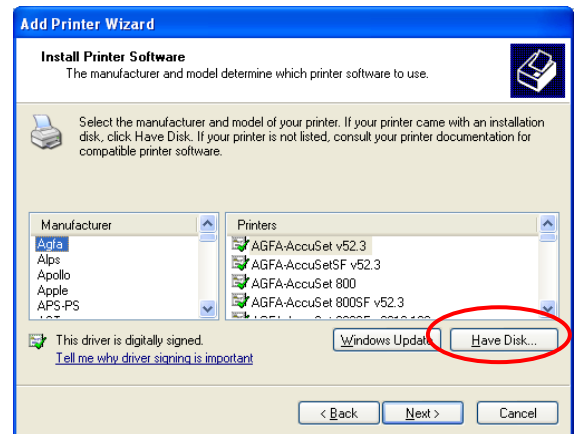 Add Printer Wizard
Install Printer Software
The manufacturer and model determine which printer software to use.
Select the manufacturer and model of your printer. If your printer came with an installation
disk, click Have Disk. If your printer is not listed, consult your printer documentation for
compatible printer software.
Manufacturer
Agfa
Alps
Apollo
Apple
APS-PS
Printers
AGFA-AccuSet v52.3
AGFA-AccuSetSF v52.3
AGFA-AccuSet 800
AGFA-AccuSet 800SF v52.3
This driver is digitally signed.
Tell me why driver signing is important
Windows Update
Have Disk...
< Back
Next >
Cancel